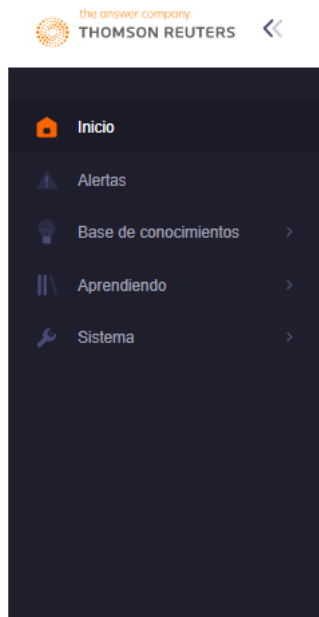 the answer company
THOMSON REUTERS
Inicio
Alertas
Base de conocimientos
Aprendiendo
Sistema